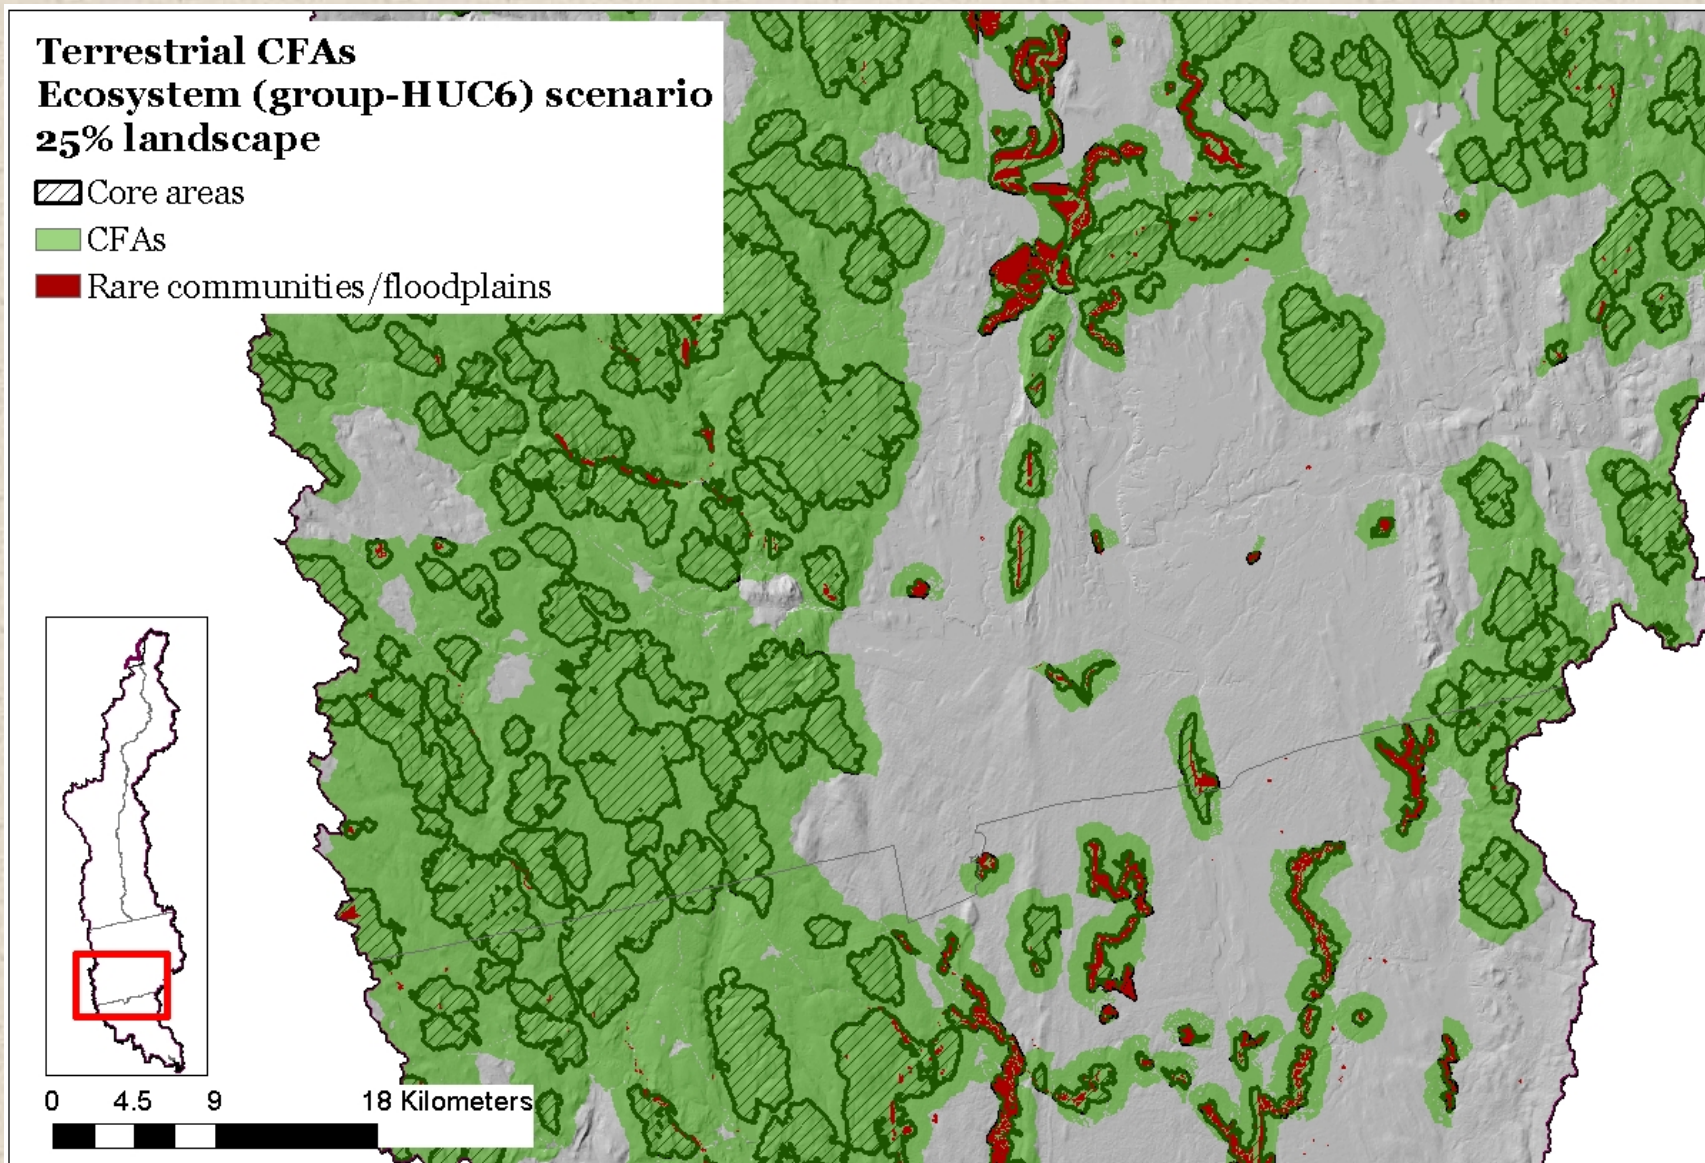 Terrestrial CFAs
Ecosystem (group-HUC6) scenario
25% landscape
Core areas
CFAs
Rare communities/floodplains
0 4.5 9 18 Kilometers